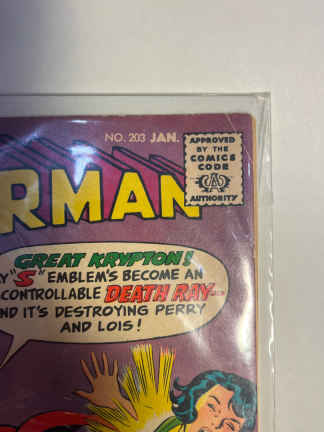 NO. 203 JAN.
APPROVED
BY THE
COMICS
CODE
CA
AUTHORITY
RMAN
GREAT KRYPTON!
Y "S" EMBLEM'S BECOME AN
CONTROLLABLE DEATH RAY--
ND IT'S DESTROYING PERRY
AND LOIS!